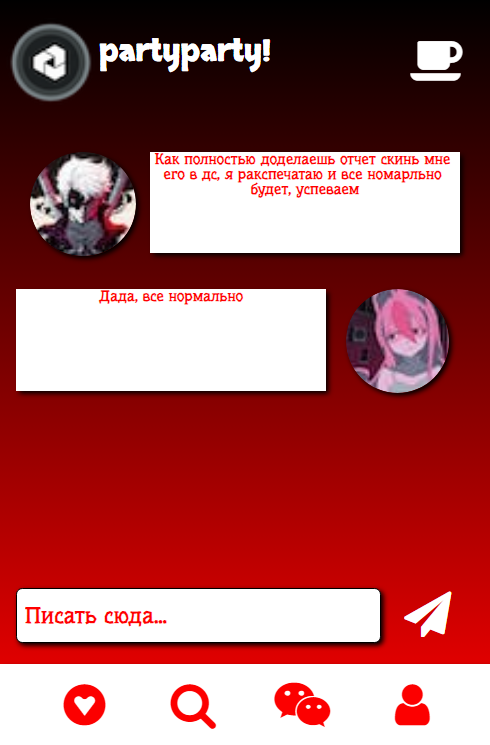 partyparty!
Как полностью доделаешь отчет скинь мне
его в дс, я ракспечатаю и все номарльно
будет, успеваем
Дада, все нормально
Писать сюда...